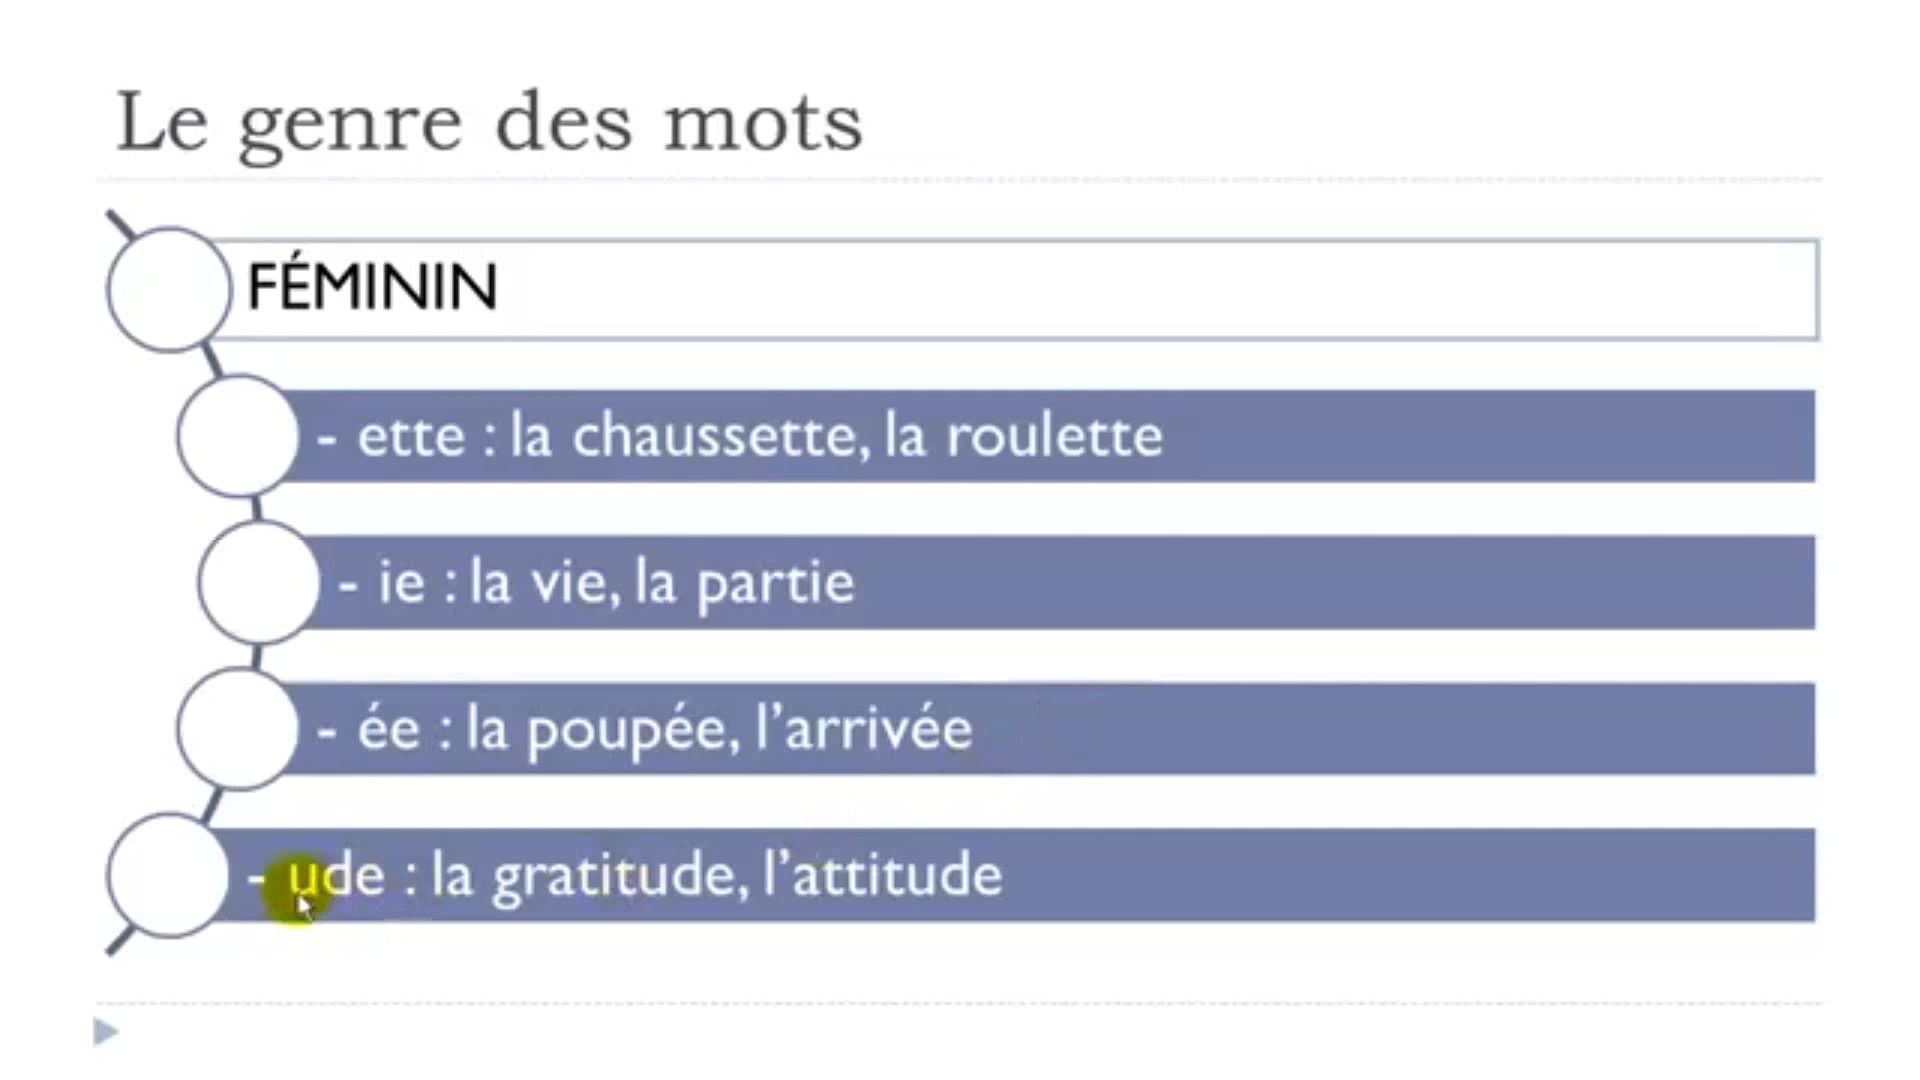 Le genre des mots
FÉMININ
- ette : la chaussette, la roulette
- ie : la vie, la partie
- ée : la poupée, l’arrivée
- ude : la gratitude, l’attitude